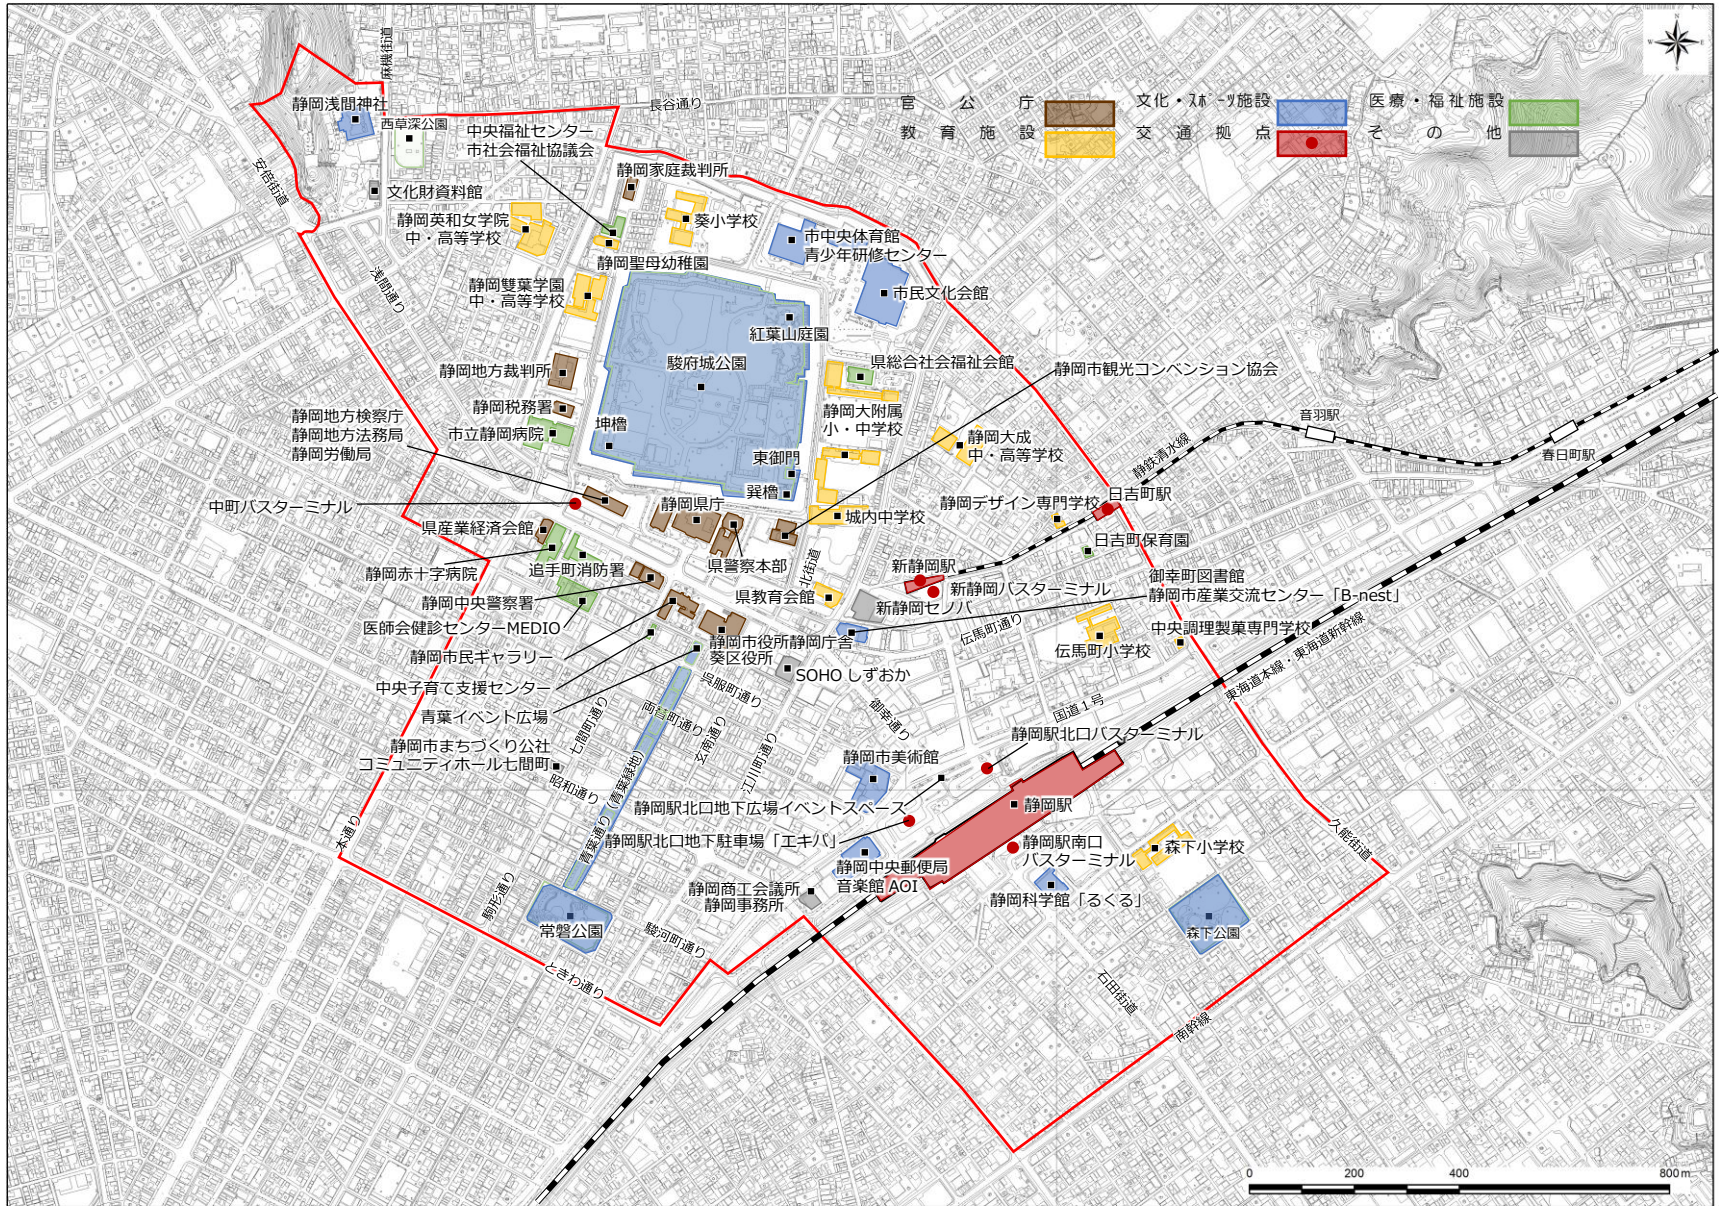 麻機街道
長谷通り
静岡浅間神社
西草深公園
安倍街道
文化財資料館
中央福祉センター
市社会福祉協議会
静岡家庭裁判所
官公庁
文化・スポーツ施設
医療・福祉施設
教育施設
交通拠点
その他
静岡英和女学院
中・高等学校
葵小学校
静岡聖母幼稚園
市中央体育館
青少年研修センター
浅間通り
静岡雙葉学園
中・高等学校
市民文化会館
紅葉山庭園
駿府城公園
静岡地方裁判所
県総合社会福祉会館
静岡市観光コンベンション協会
静岡税務署
市立静岡病院
坤櫓
静岡大附属
小・中学校
静岡地方検察庁
静岡地方法務局
静岡労働局
静岡大成
中・高等学校
東御門
巽櫓
静鉄清水線
音羽駅
春日町駅
中町バスターミナル
静岡県庁
城内中学校
静岡デザイン専門学校
日吉町駅
県産業経済会館
日吉町保育園
静岡赤十字病院
追手町消防署
県警察本部
北街道
新静岡駅
新静岡バスターミナル
御幸町図書館
静岡市産業交流センター「B-nest」
静岡中央警察署
県教育会館
新静岡セノバ
伝馬町通り
医師会健診センターMEDIO
静岡市役所静岡庁舎
葵区役所
伝馬町小学校
中央調理製菓専門学校
静岡市民ギャラリー
SOHO しずおか
東海道本線・東海道新幹線
中央子育て支援センター
呉服町通り
青葉イベント広場
両替町通り
七間町通り
玄南通り
御幸通り
国道１号
静岡駅北口バスターミナル
静岡市まちづくり公社
コミュニティホール七間町
昭和通り
江川町通り
静岡市美術館
青葉通り（青葉緑地）
静岡駅北口地下広場イベントスペース
静岡駅
静岡駅北口地下駐車場「エキパ」
本通り
静岡駅南口
バスターミナル
森下小学校
久能街道
静岡中央郵便局
音楽館 AOI
静岡商工会議所
静岡事務所
静岡科学館「るくる」
駒形通り
常磐公園
駿河町通り
森下公園
ときわ通り
石田街道
南幹線
0 200 400 800m
N
W E
S